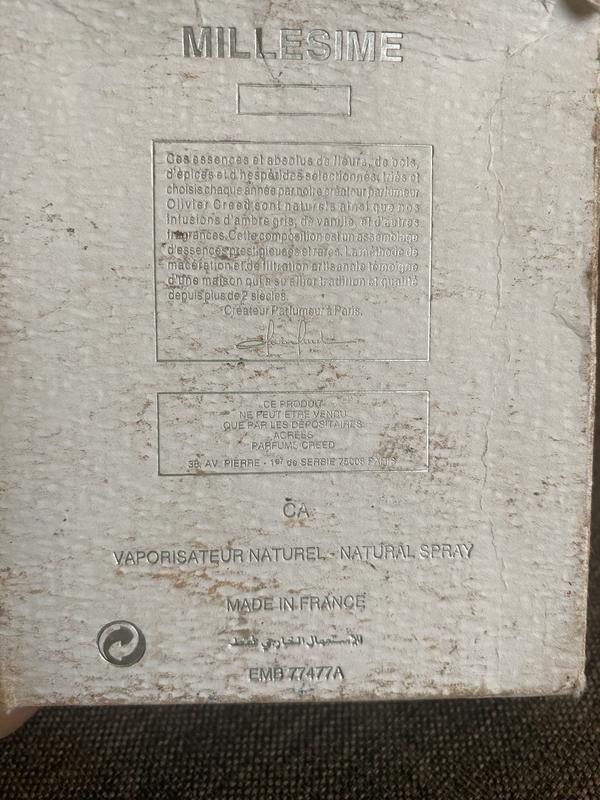 MILLESIME
Ces essences et absolus de fleurs, de bois,
d'épices et d'hespéridés sélectionnés, triés et
choisis chaque année par notre créateur parfumeur
Olivier Creed sont naturels ainsi que nos
infusions d'ambre gris, de vanille, et d'autres
fragrances. Cette composition est un assemblage
d'essences prestigieuses et rares. La méthode de
macération et de filtration artisanale témoigne
d'une maison qui a su allier tradition et qualité
depuis plus de 2 siècles.
Créateur Parfumeur à Paris.
CE PRODUIT
NE PEUT ETRE VENDU
QUE PAR LES DÉPOSITAIRES
AGRÉÉS
PARFUMS CREED
38, AV. PIERRE - 1er de SERBIE 75008 PARIS
CA
VAPORISATEUR NATUREL - NATURAL SPRAY
MADE IN FRANCE
للإستعمال الخارجي فقط
EMB 77477A